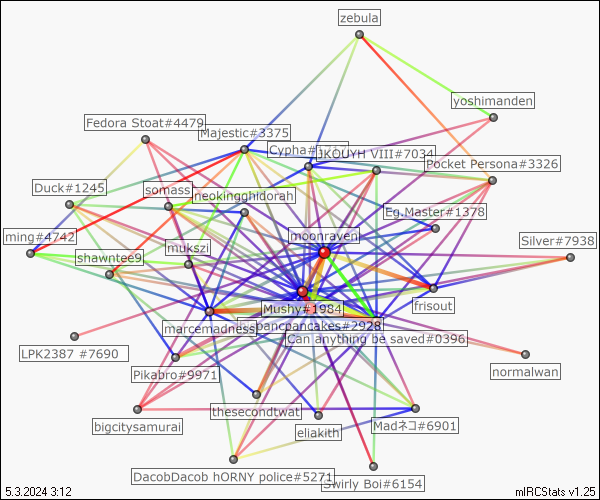 zebula
yoshimanden
Fedora Stoat#4479
Majestic#3375
Cypha#
JKOUYH VIII#7034
Pocket Persona#3326
Duck#1245
somass
neokingghidorah
Eg.Master#1378
ming#4742
mukszi
moonraven
Silver#7938
shawntee9
Mushy#1984
frisout
marcemadness
pancpancakes#2928
Can anything be saved#0396
LPK2387 #7690
normalwan
Pikabro#9971
bigcitysamurai
thesecondtwat
eliakith
Madネコ#6901
DacobDacob hORNY police#5271
Swirly Boi#6154
5.3.2024 3:12
mIRCStats v1.25